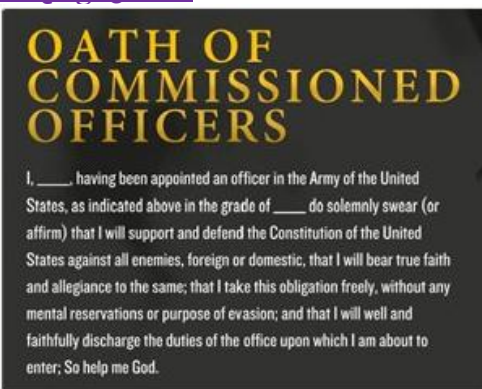 OATH OF
COMMISSIONED
OFFICERS
I, ____, having been appointed an officer in the Army of the United
States, as indicated above in the grade of ____ do solemnly swear (or
affirm) that I will support and defend the Constitution of the United
States against all enemies, foreign or domestic, that I will bear true faith
and allegiance to the same; that I take this obligation freely, without any
mental reservations or purpose of evasion; and that I will well and
faithfully discharge the duties of the office upon which I am about to
enter; So help me God.